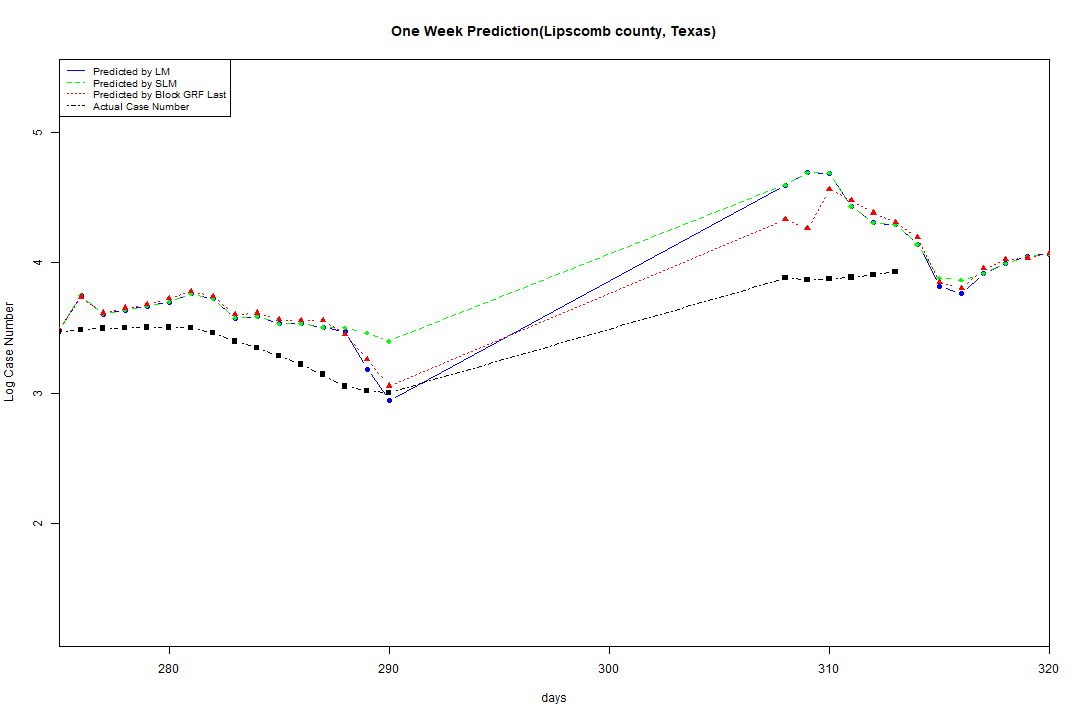 One Week Prediction(Lipscomb county, Texas)
Predicted by LM
Predicted by SLM
Predicted by Block GRF Last
Actual Case Number
5
4
3
2
Log Case Number
280 290 300 310 320
days